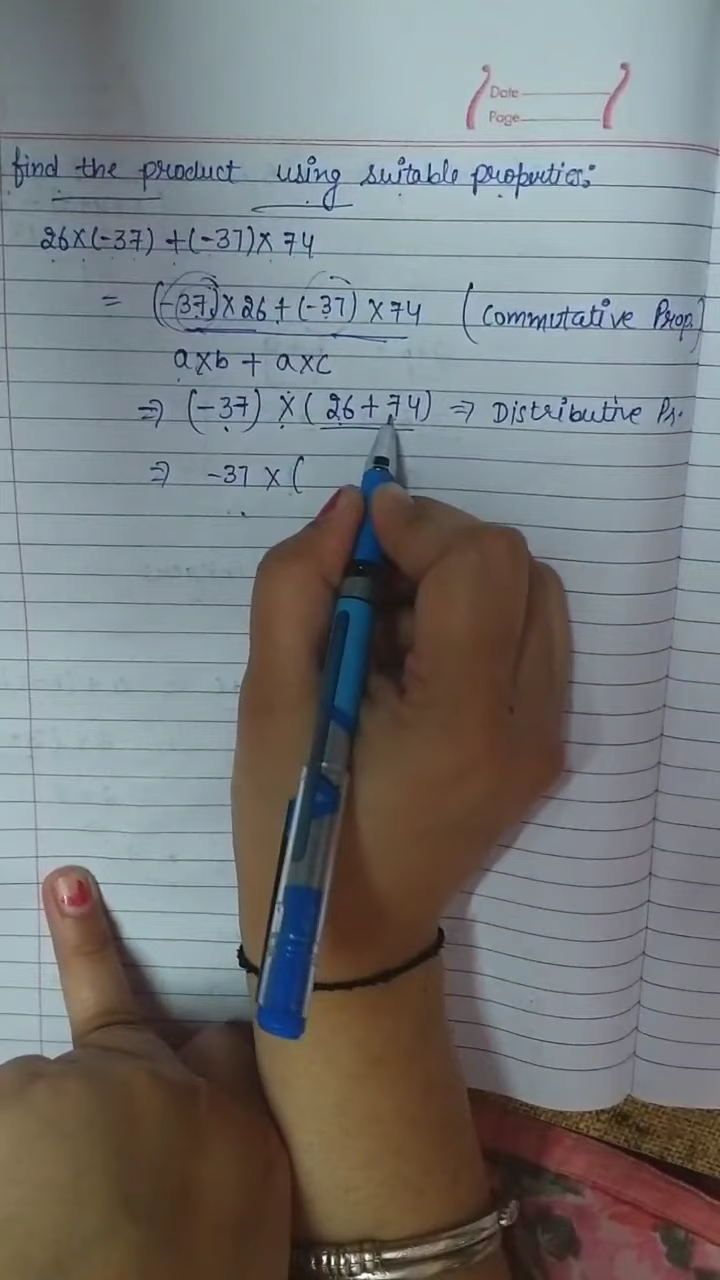 Date
Page
find the product using suitable properties:
26×(-37) +(-37)× 74
= (-37)×26+(-37) ×74 (Commutative Prop)
a×b + a×c
⇒ (-37) ×(26+74) ⇒ Distributive Pr.
⇒ -37 × (